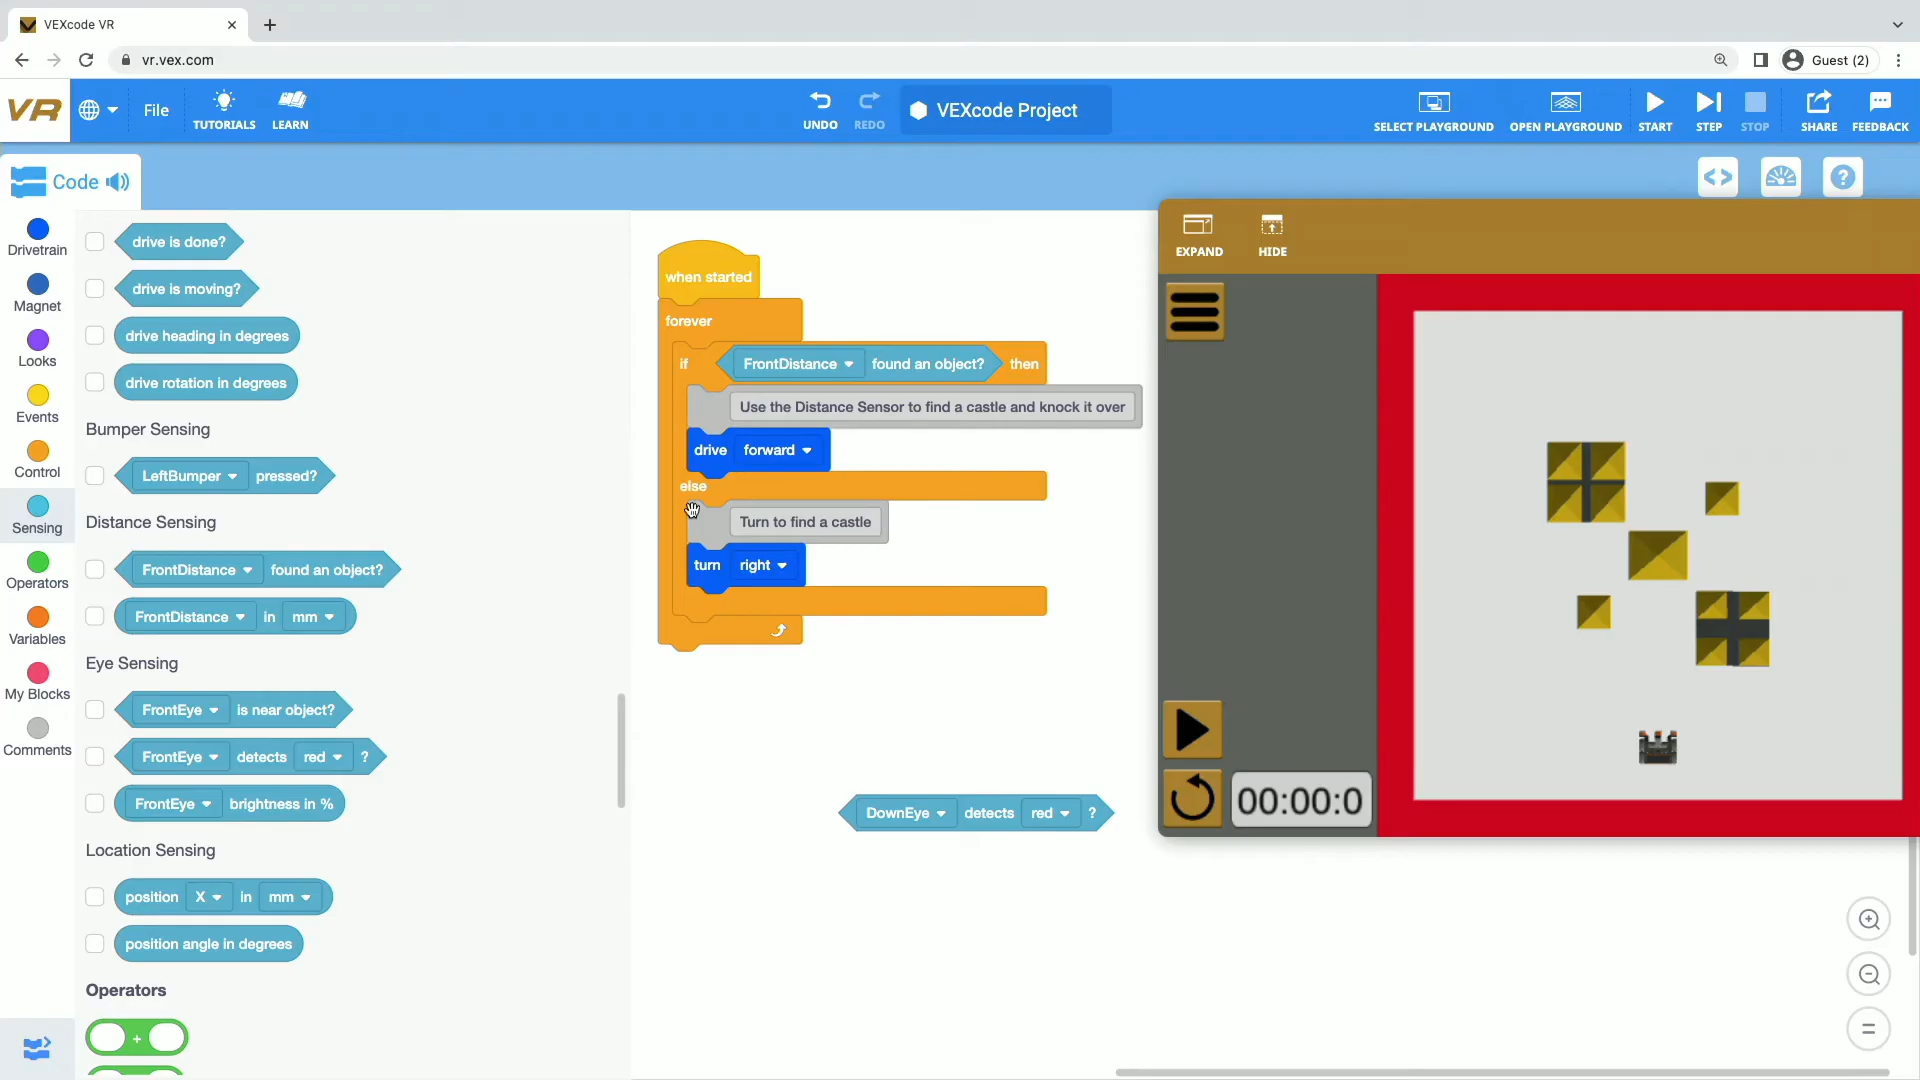 VEXcode VR
vr.vex.com
Guest (2)
VR
File
TUTORIALS
LEARN
UNDO
REDO
VEXcode Project
SELECT PLAYGROUND
OPEN PLAYGROUND
START
STEP
STOP
SHARE
FEEDBACK
Code
Drivetrain
Magnet
Looks
Events
Control
Sensing
Operators
Variables
My Blocks
Comments
drive is done?
drive is moving?
drive heading in degrees
drive rotation in degrees
Bumper Sensing
LeftBumper pressed?
Distance Sensing
FrontDistance found an object?
FrontDistance in mm
Eye Sensing
FrontEye is near object?
FrontEye detects red ?
FrontEye brightness in %
Location Sensing
position X in mm
position angle in degrees
Operators
+
when started
forever
if FrontDistance found an object? then
Use the Distance Sensor to find a castle and knock it over
drive forward
else
Turn to find a castle
turn right
DownEye detects red ?
EXPAND
HIDE
00:00:0